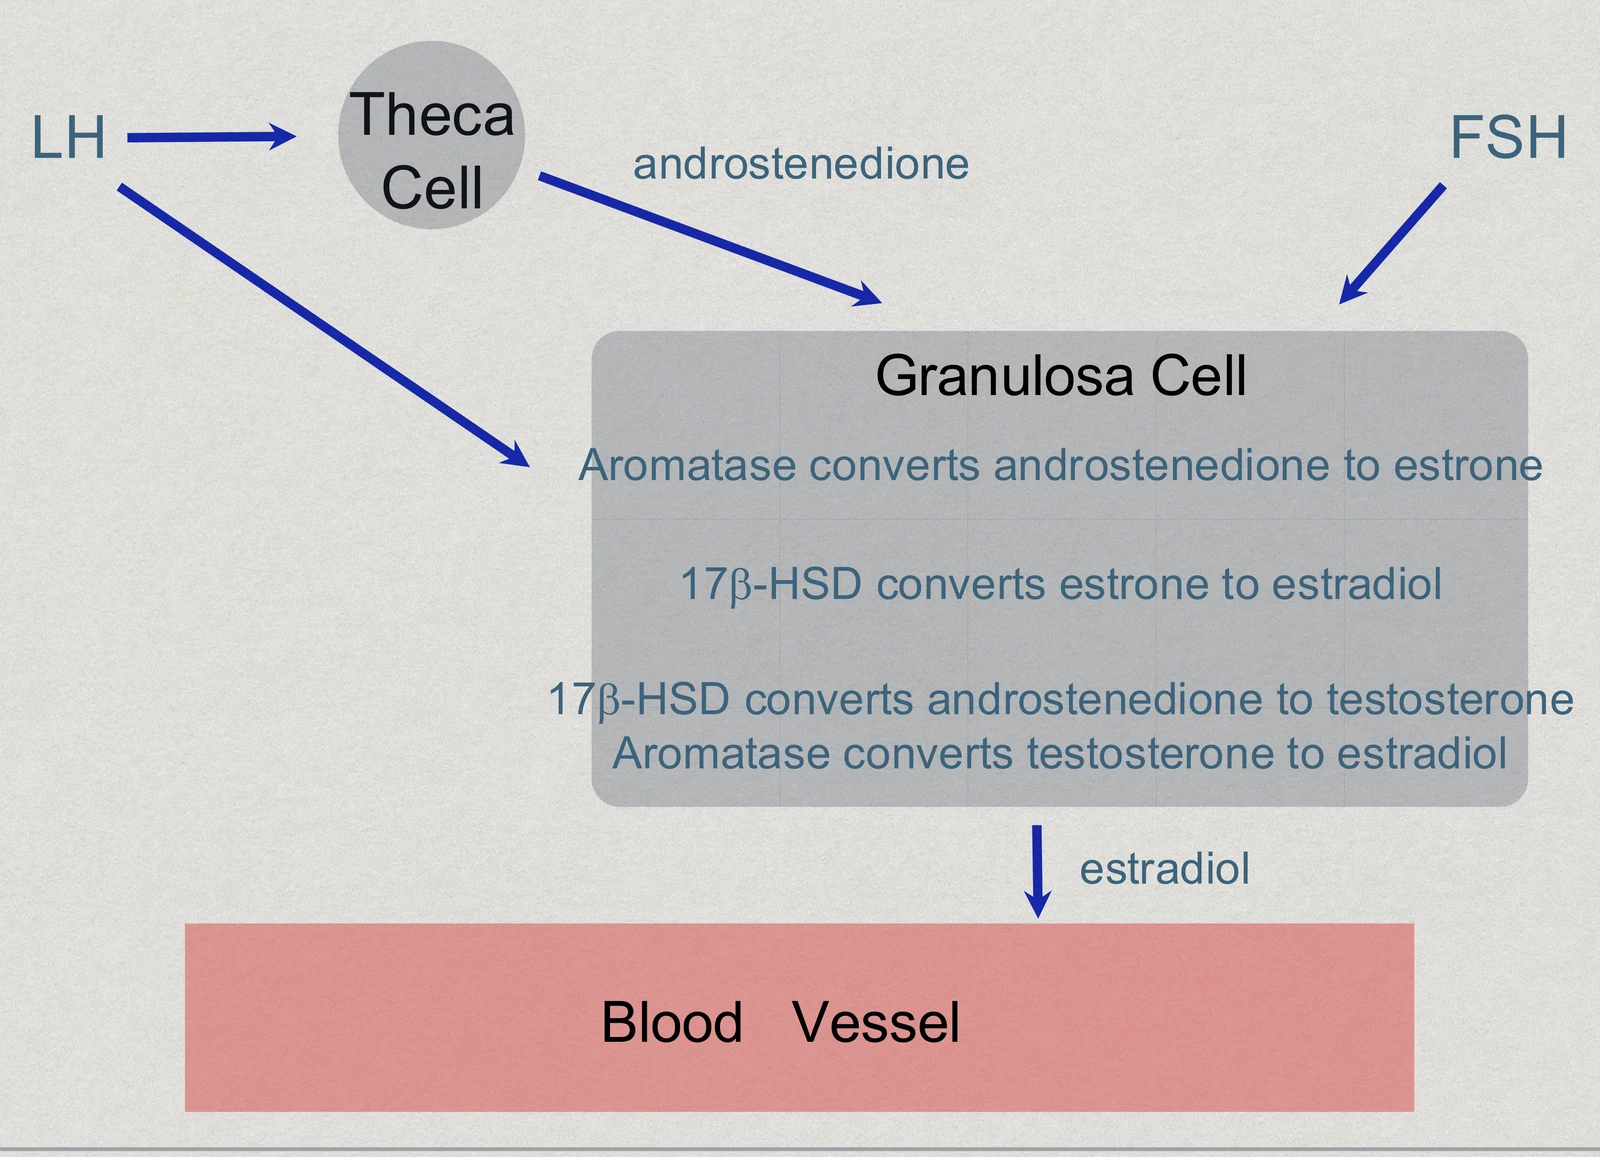 LH
Theca
Cell
androstenedione
FSH
Granulosa Cell
Aromatase converts androstenedione to estrone
17β-HSD converts estrone to estradiol
17β-HSD converts androstenedione to testosterone
Aromatase converts testosterone to estradiol
estradiol
Blood Vessel